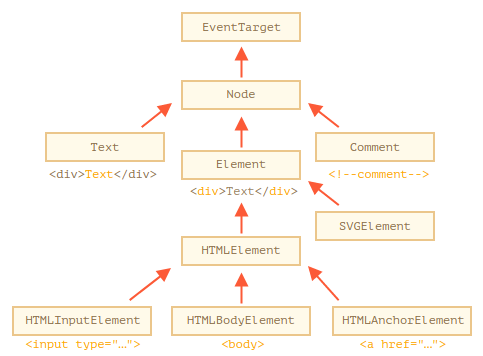 EventTarget
Node
Text
Comment
Element
<div>Text</div>
<!--comment-->
<div>Text</div>
SVGElement
HTMLElement
HTMLInputElement
HTMLBodyElement
HTMLAnchorElement
<input type="…">
<body>
<a href="…">